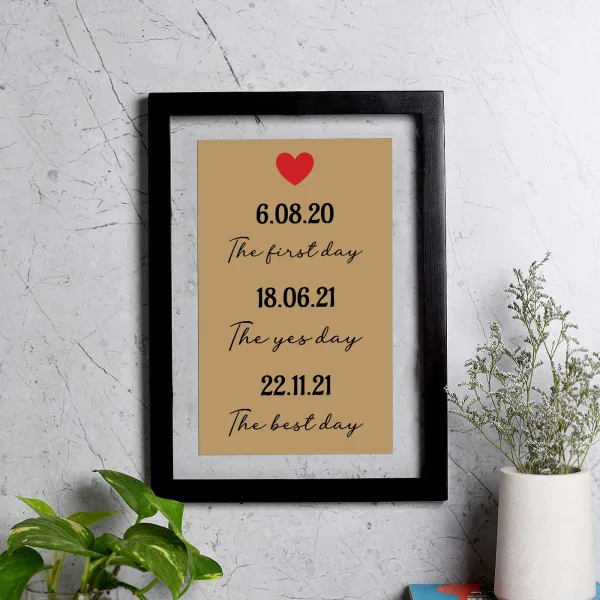 6.08.20
The first day
18.06.21
The yes day
22.11.21
The best day